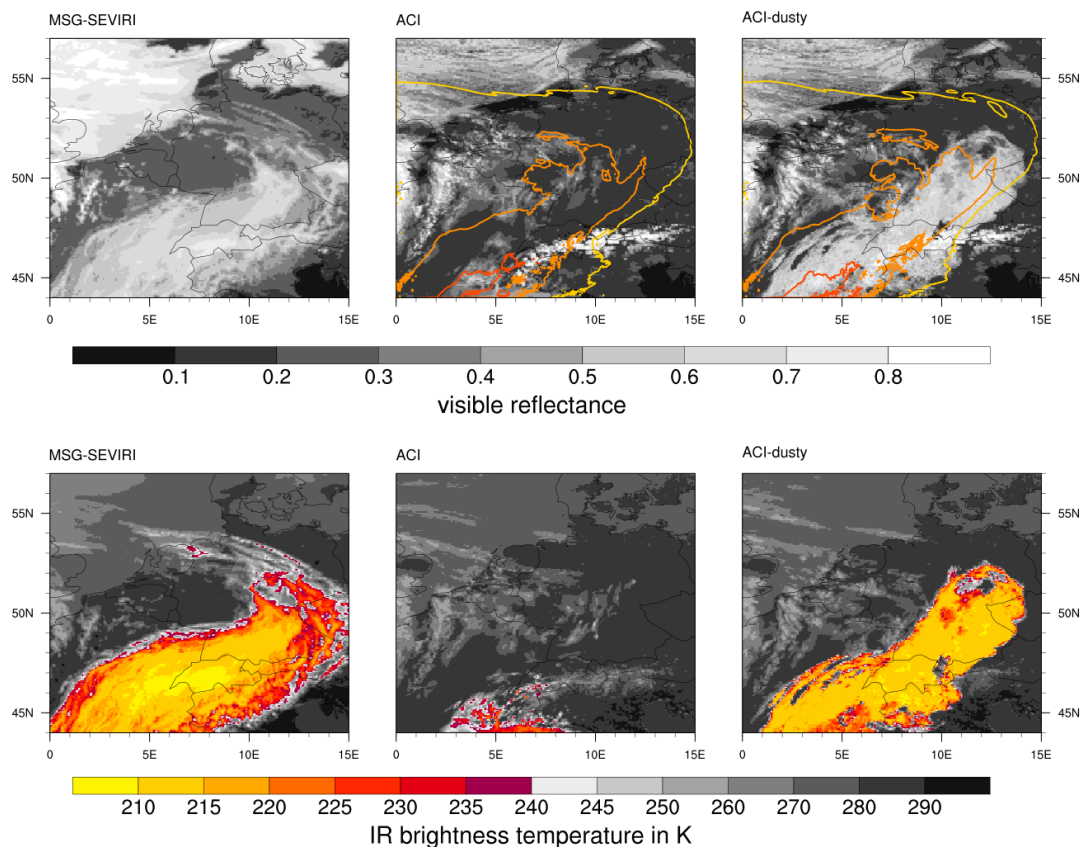 MSG-SEVIRI ACI ACI-dusty
55N 55N
50N 50N
45N 45N
0 5E 10E 15E 0 5E 10E 15E 0 5E 10E 15E
0.1 0.2 0.3 0.4 0.5 0.6 0.7 0.8
visible reflectance
MSG-SEVIRI ACI ACI-dusty
55N 55N
50N 50N
45N 45N
0 5E 10E 15E 0 5E 10E 15E 0 5E 10E 15E
210 215 220 225 230 235 240 245 250 260 270 280 290
IR brightness temperature in K